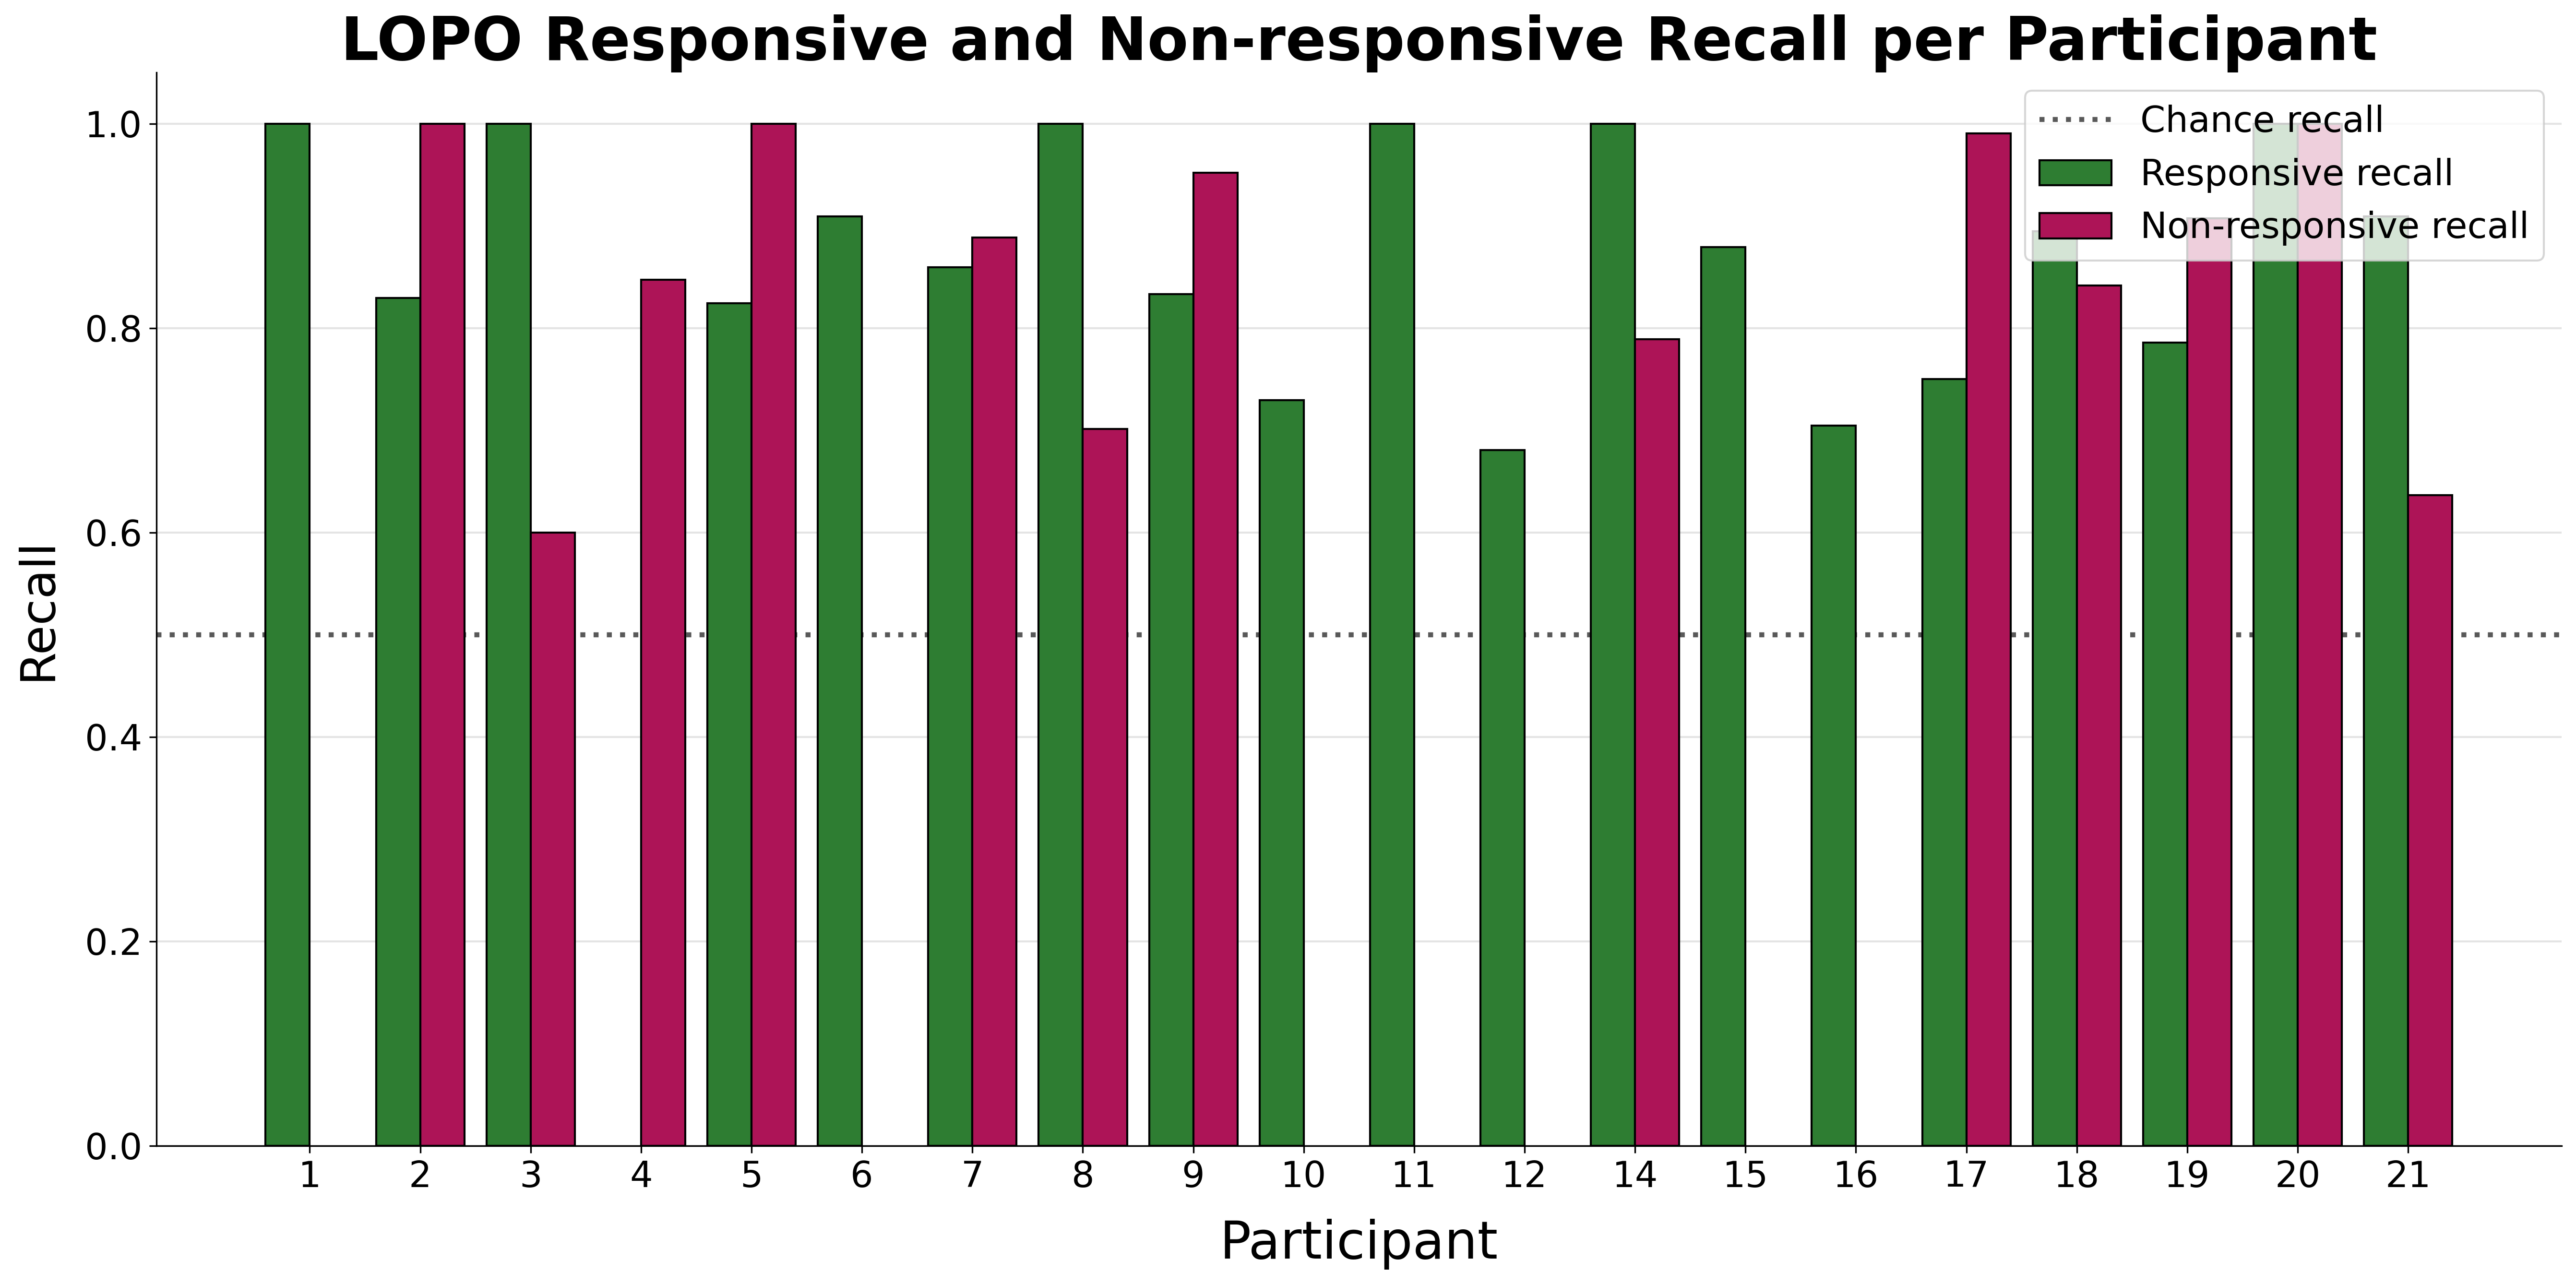 LOPO Responsive and Non-responsive Recall per Participant
Chance recall
Responsive recall
Non-responsive recall
1.0
0.8
0.6
0.4
0.2
0.0
Recall
1 2 3 4 5 6 7 8 9 10 11 12 14 15 16 17 18 19 20 21
Participant